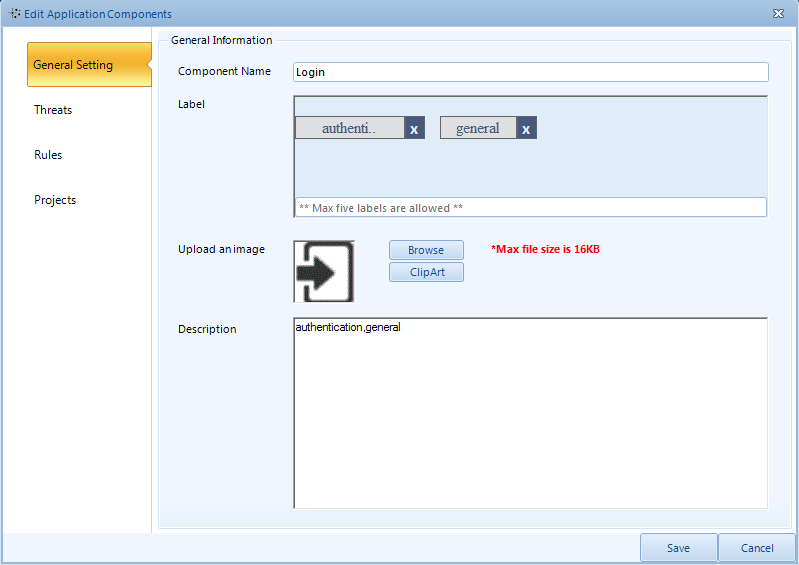 Edit Application Components
General Setting
Threats
Rules
Projects
General Information
Component Name
Login
Label
authenti.. x
general x
** Max five labels are allowed **
Upload an image
Browse
*Max file size is 16KB
ClipArt
Description
authentication,general
Save
Cancel